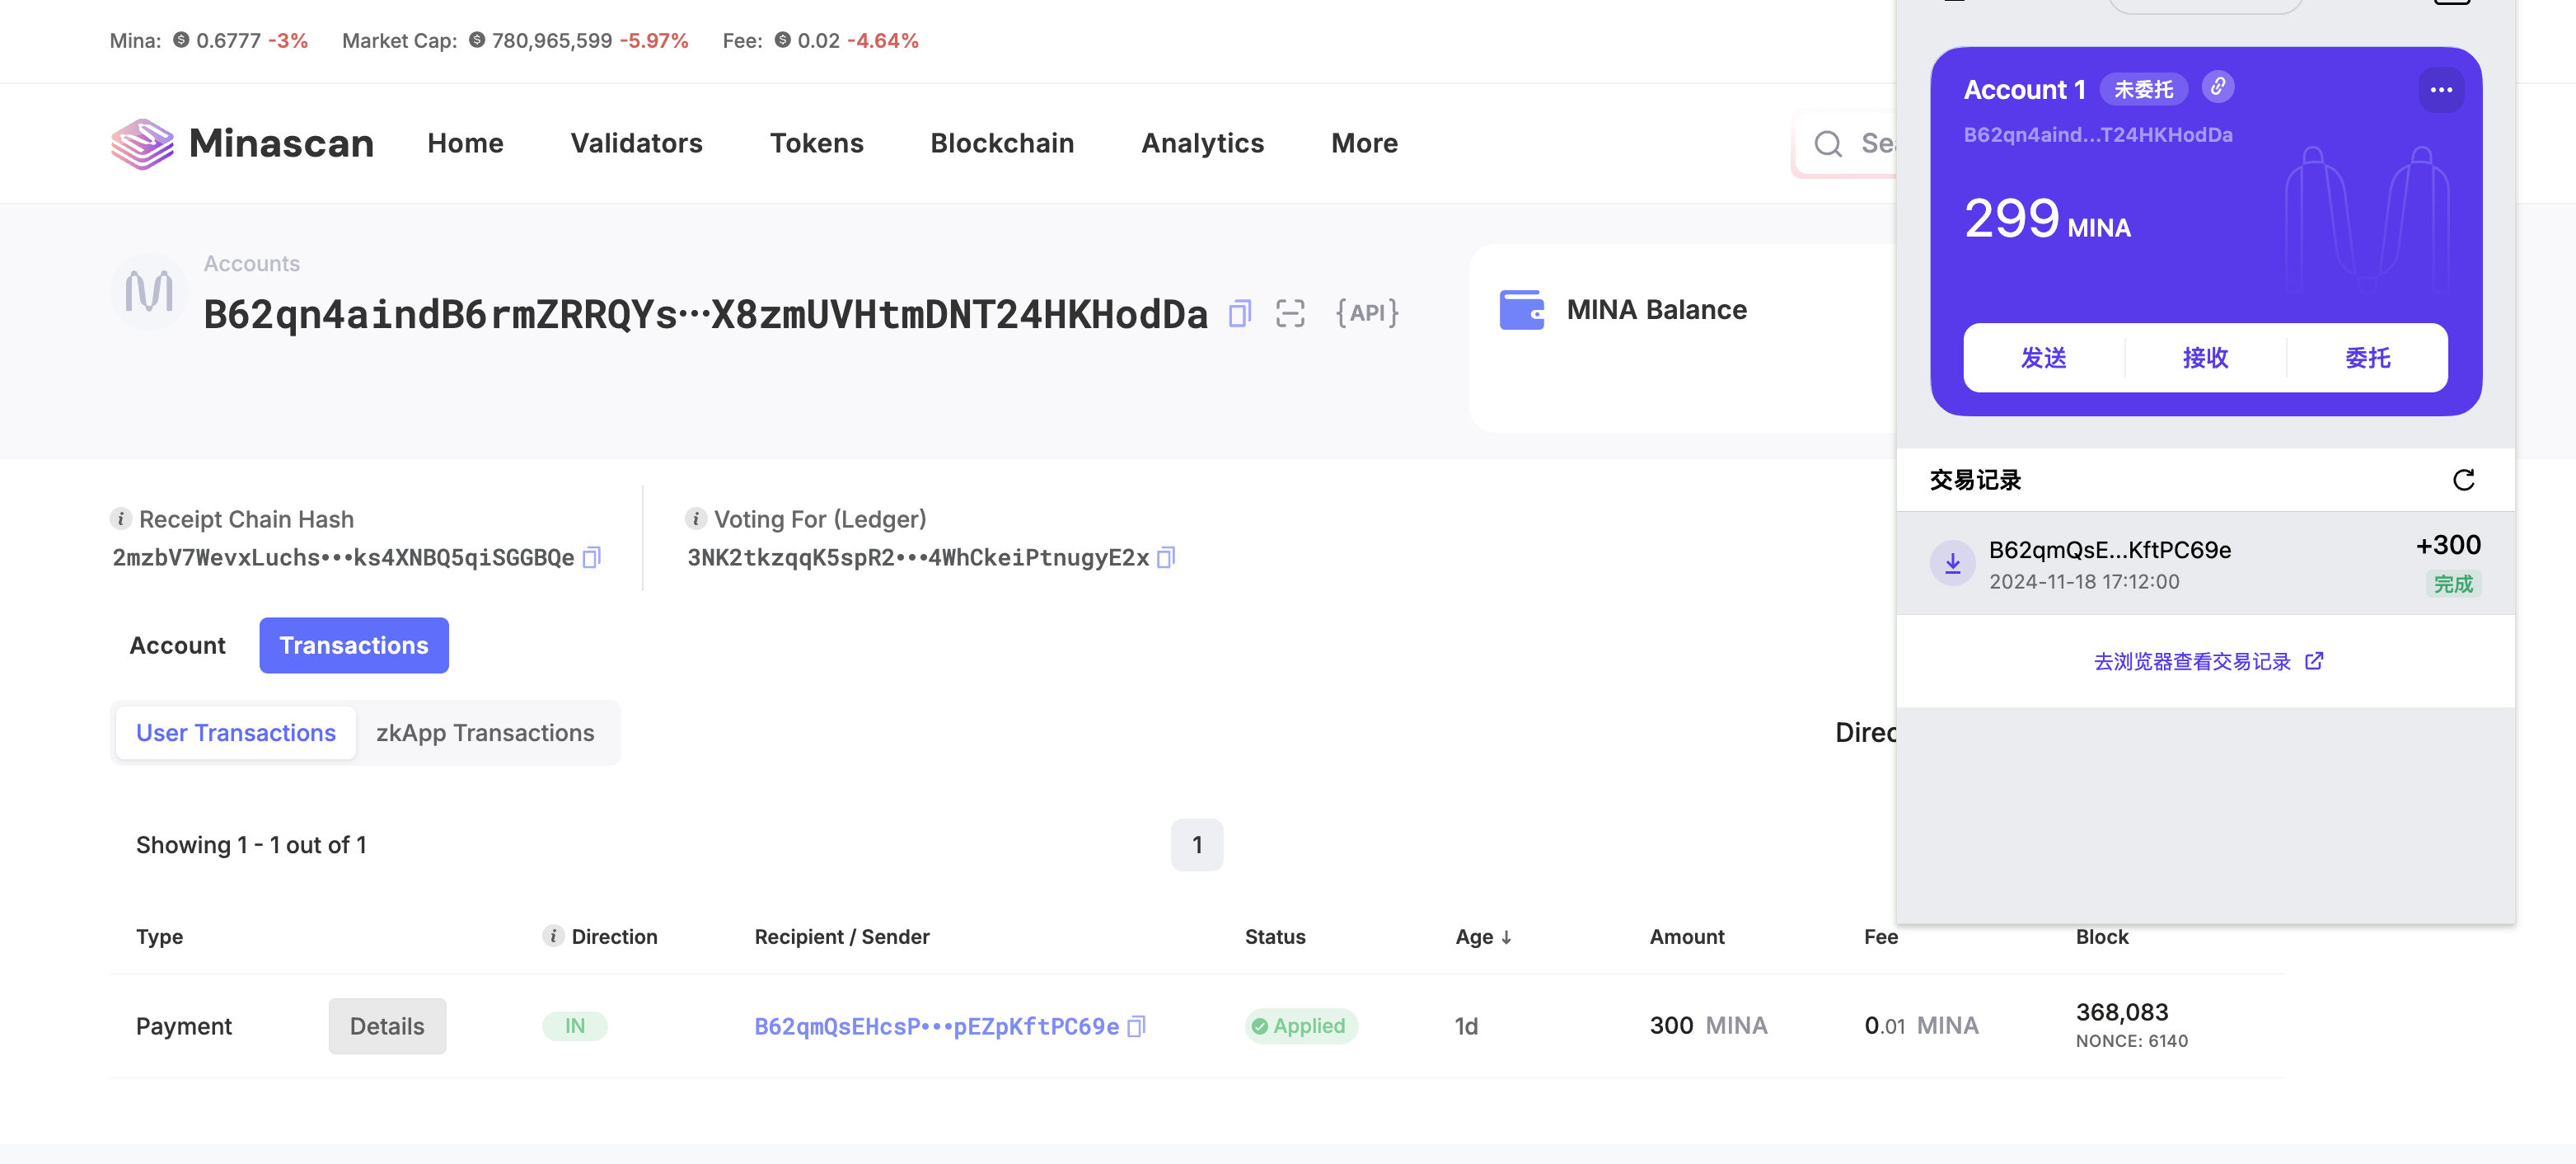 Mina: 0.6777 -3% Market Cap: 780,965,599 -5.97% Fee: 0.02 -4.64%
Minascan Home Validators Tokens Blockchain Analytics More
Accounts
B62qn4aindB6rmZRRQYs···X8zmUVHtmDNT24HKHodDa {API}
MINA Balance
Receipt Chain Hash
2mzbV7WevxLuchs•••ks4XNBQ5qiSGGBQe
Voting For (Ledger)
3NK2tkzqqK5spR2•••4WhCkeiPtnugyE2x
Account Transactions
User Transactions zkApp Transactions
Showing 1 - 1 out of 1
1
Type Direction Recipient / Sender Status Age Amount Fee Block
Payment Details IN B62qmQsEHcsP•••pEZpKftPC69e Applied 1d 300 MINA 0.01 MINA 368,083
NONCE: 6140
Account 1 未委托
B62qn4aind...T24HKHodDa
299 MINA
发送 接收 委托
交易记录
B62qmQsE...KftPC69e +300
2024-11-18 17:12:00 完成
去浏览器查看交易记录